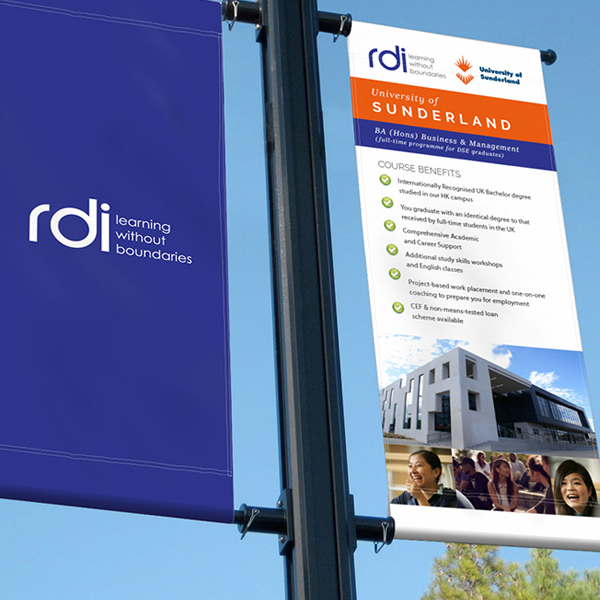 rdi
learning
without
boundaries
rdi
learning
without
boundaries
University of
Sunderland
University of
SUNDERLAND
BA (Hons) Business & Management
(full-time programme for DSE graduates)
COURSE BENEFITS
Internationally Recognised UK Bachelor degree
studied in our HK campus
You graduate with an identical degree to that
received by full-time students in the UK
Comprehensive Academic
and Career Support
Additional study skills workshops
and English classes
Project-based work placement and one-on-one
coaching to prepare you for employment
CEF & non-means-tested loan
scheme available